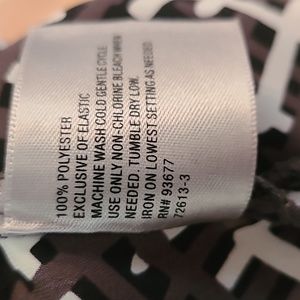 100% POLYESTER
EXCLUSIVE OF ELASTIC
MACHINE WASH COLD GENTLE CYCLE
USE ONLY NON-CHLORINE BLEACH WHEN
NEEDED. TUMBLE DRY LOW.
IRON ON LOWEST SETTING AS NEEDED
RN# 93677
72613-3